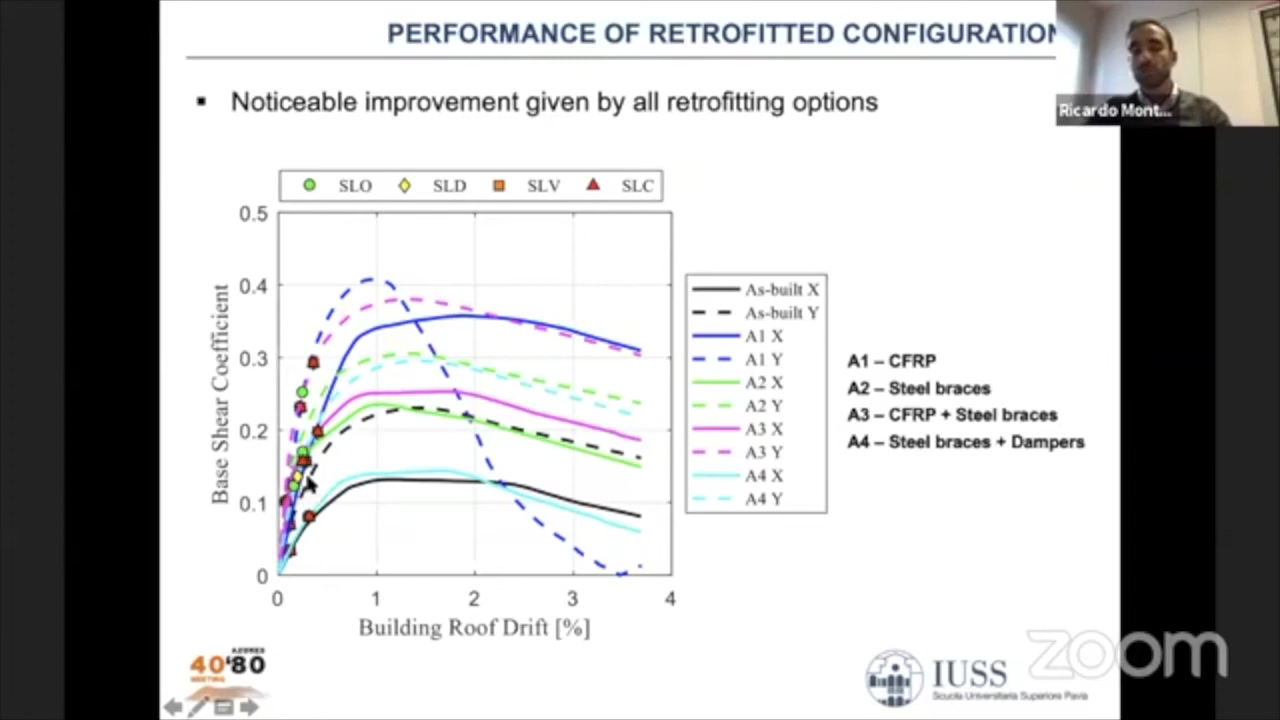 PERFORMANCE OF RETROFITTED CONFIGURATION
Ricardo Mont...
▪ Noticeable improvement given by all retrofitting options
SLO SLD SLV SLC
0.5
0.4
0.3
0.2
0.1
0
Base Shear Coefficient
0 1 2 3 4
Building Roof Drift [%]
As-built X
As-built Y
A1 X
A1 Y
A2 X
A2 Y
A3 X
A3 Y
A4 X
A4 Y
A1 – CFRP
A2 – Steel braces
A3 – CFRP + Steel braces
A4 – Steel braces + Dampers
AZORES
40'80
MEETING
IUSS
Scuola Universitaria Superiore Pavia
zoom